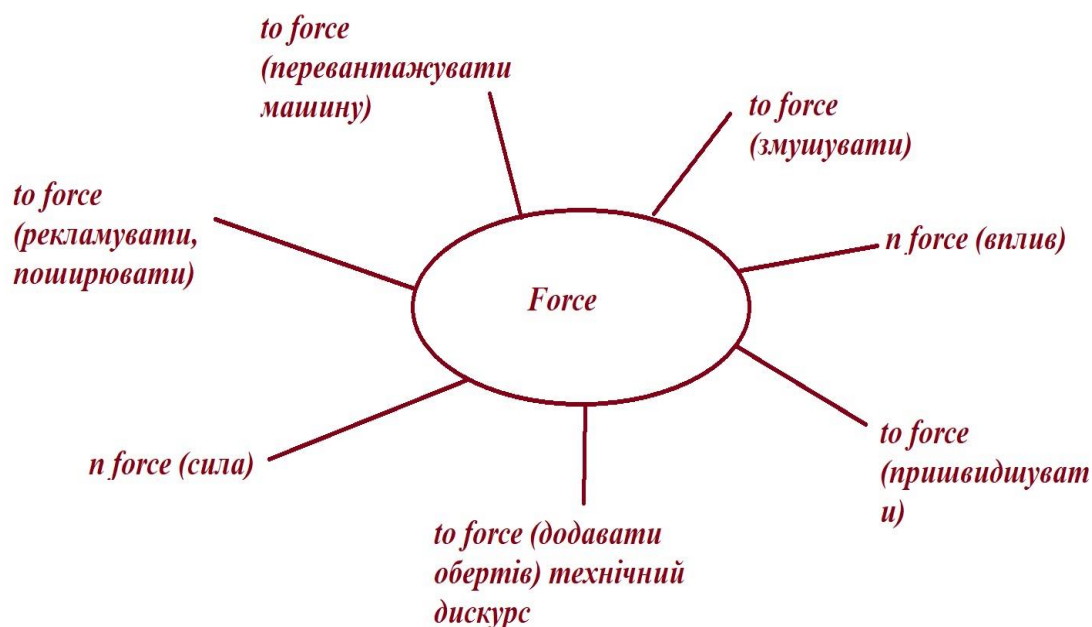 to force
(перевантажувати
машину)
to force
(змушувати)
to force
(рекламувати,
поширювати)
n force (вплив)
Force
n force (сила)
to force
(пришвидшуват
и)
to force (додавати
обертів) технічний
дискурс